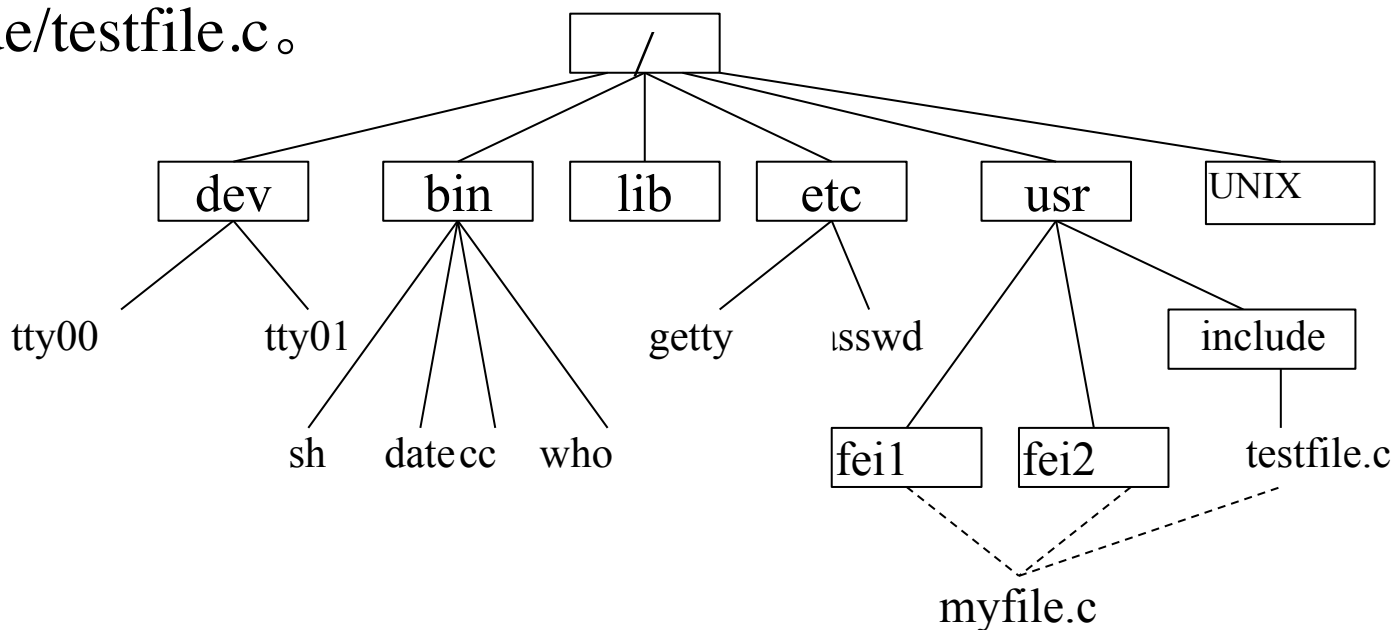 e/testfile.c。
/
dev bin lib etc usr UNIX
tty00 tty01 getty sswd include
sh date cc who fei1 fei2 testfile.c
myfile.c